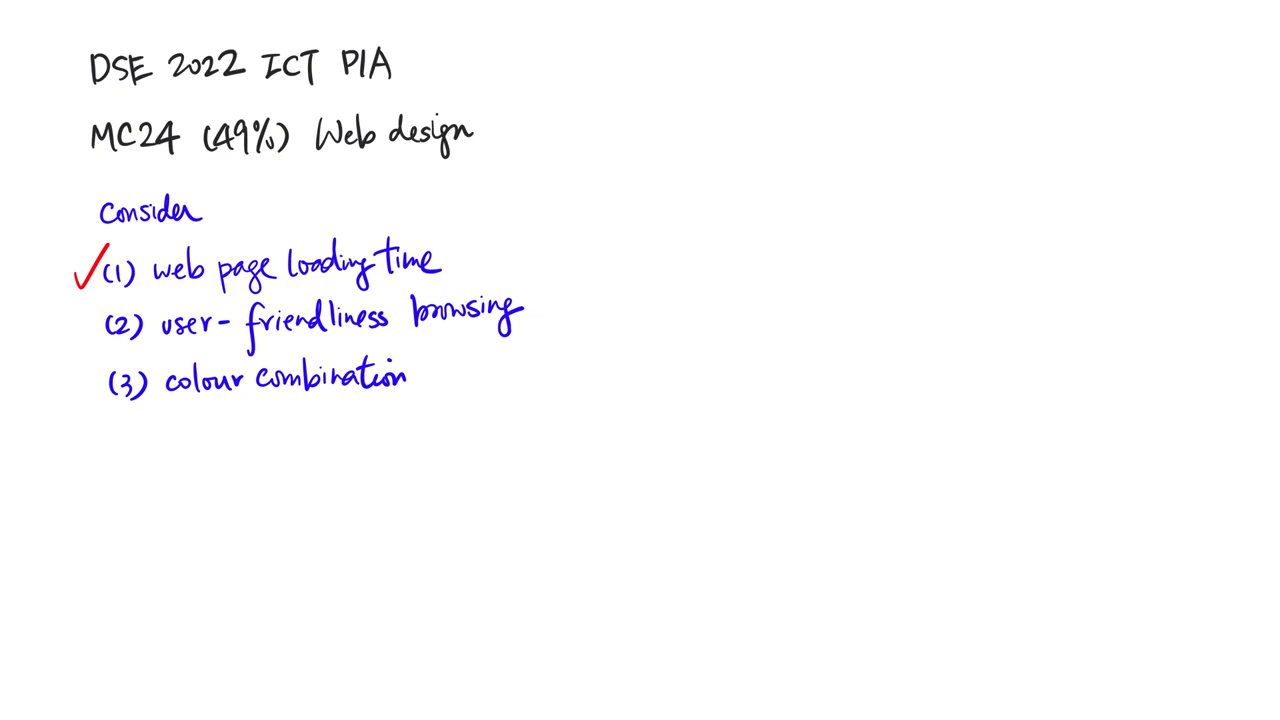 DSE 2022 ICT P1A
MC24 (49%) Web design
Consider
✓(1) web page loading time
(2) user-friendliness browsing
(3) colour combination